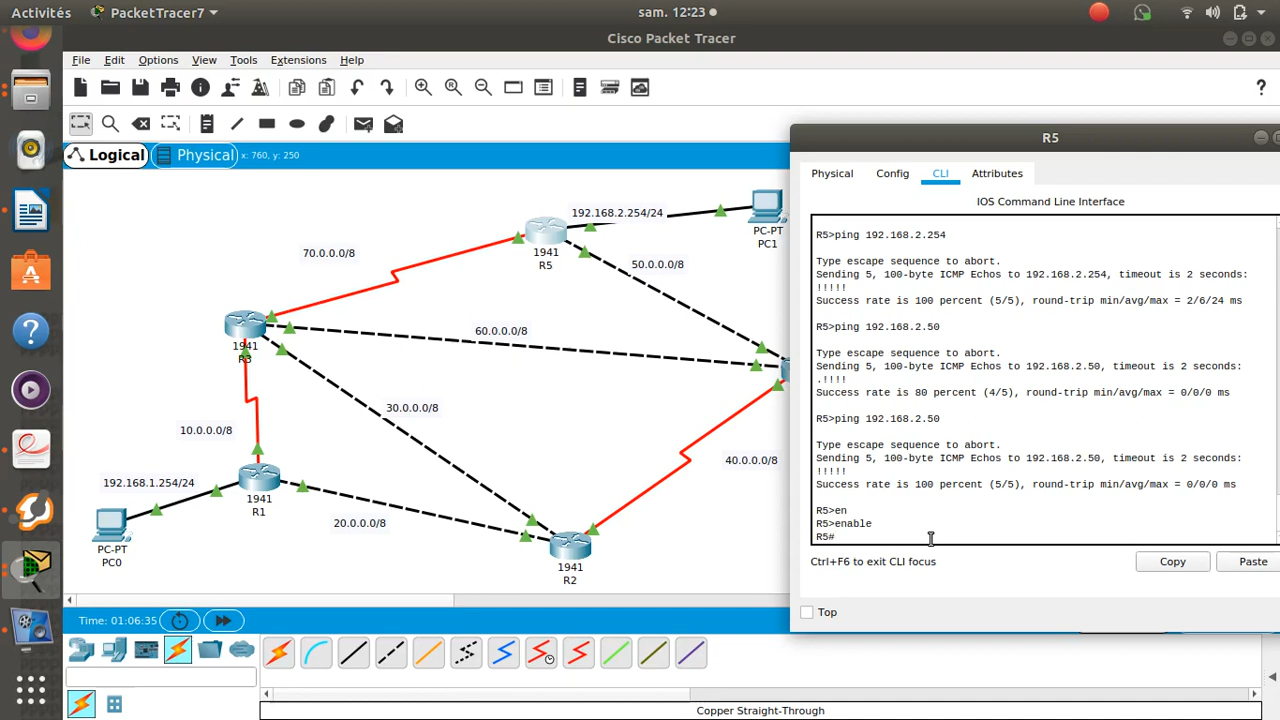 Activités
PacketTracer7
sam. 12:23
Cisco Packet Tracer
File Edit Options View Tools Extensions Help
Logical Physical x: 760, y: 250
192.168.2.254/24
PC-PT
PC1
1941
R5
70.0.0.0/8
50.0.0.0/8
60.0.0.0/8
1941
R3
30.0.0.0/8
10.0.0.0/8
40.0.0.0/8
192.168.1.254/24
1941
R1
20.0.0.0/8
PC-PT
PC0
1941
R2
R5
Physical Config CLI Attributes
IOS Command Line Interface
R5>ping 192.168.2.254
Type escape sequence to abort.
Sending 5, 100-byte ICMP Echos to 192.168.2.254, timeout is 2 seconds:
!!!!!
Success rate is 100 percent (5/5), round-trip min/avg/max = 2/6/24 ms
R5>ping 192.168.2.50
Type escape sequence to abort.
Sending 5, 100-byte ICMP Echos to 192.168.2.50, timeout is 2 seconds:
.!!!!
Success rate is 80 percent (4/5), round-trip min/avg/max = 0/0/0 ms
R5>ping 192.168.2.50
Type escape sequence to abort.
Sending 5, 100-byte ICMP Echos to 192.168.2.50, timeout is 2 seconds:
!!!!!
Success rate is 100 percent (5/5), round-trip min/avg/max = 0/0/0 ms
R5>en
R5>enable
R5#
Ctrl+F6 to exit CLI focus
Copy
Paste
Top
Time: 01:06:35
Copper Straight-Through